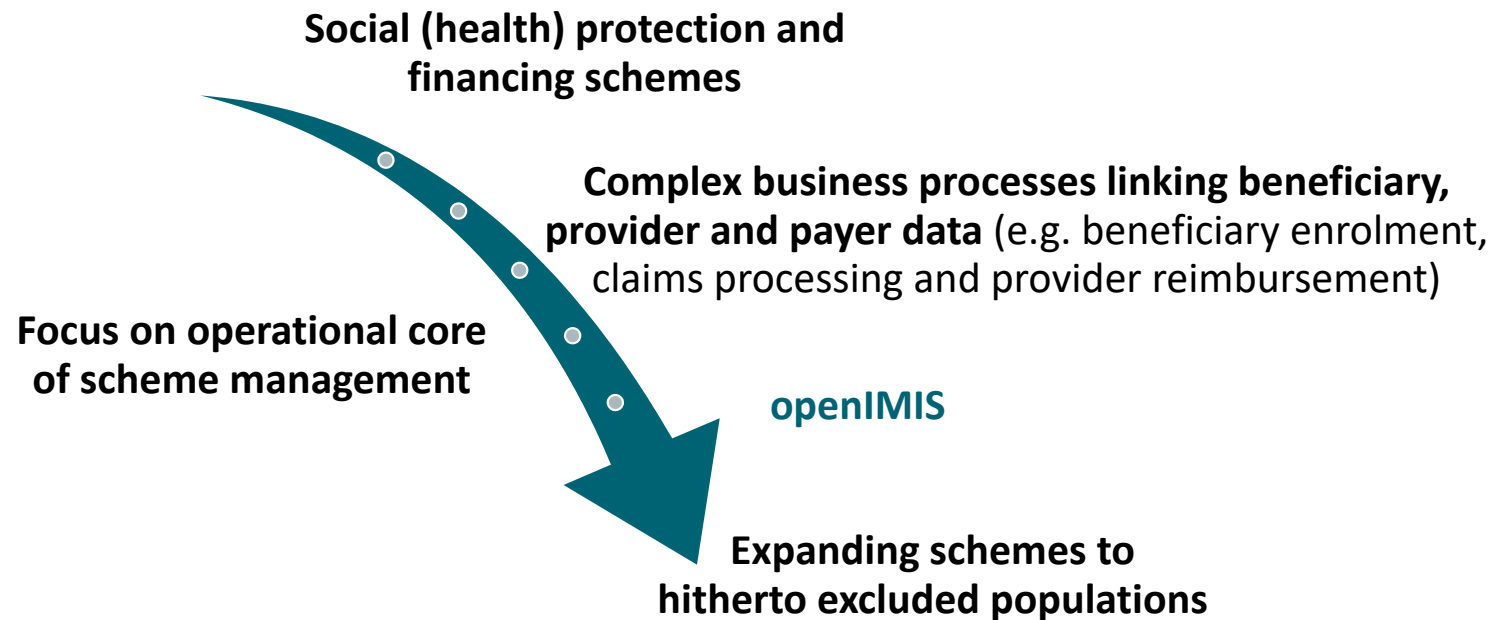 Social (health) protection and
financing schemes
Complex business processes linking beneficiary,
provider and payer data (e.g. beneficiary enrolment,
claims processing and provider reimbursement)
Focus on operational core
of scheme management
openIMIS
Expanding schemes to
hitherto excluded populations